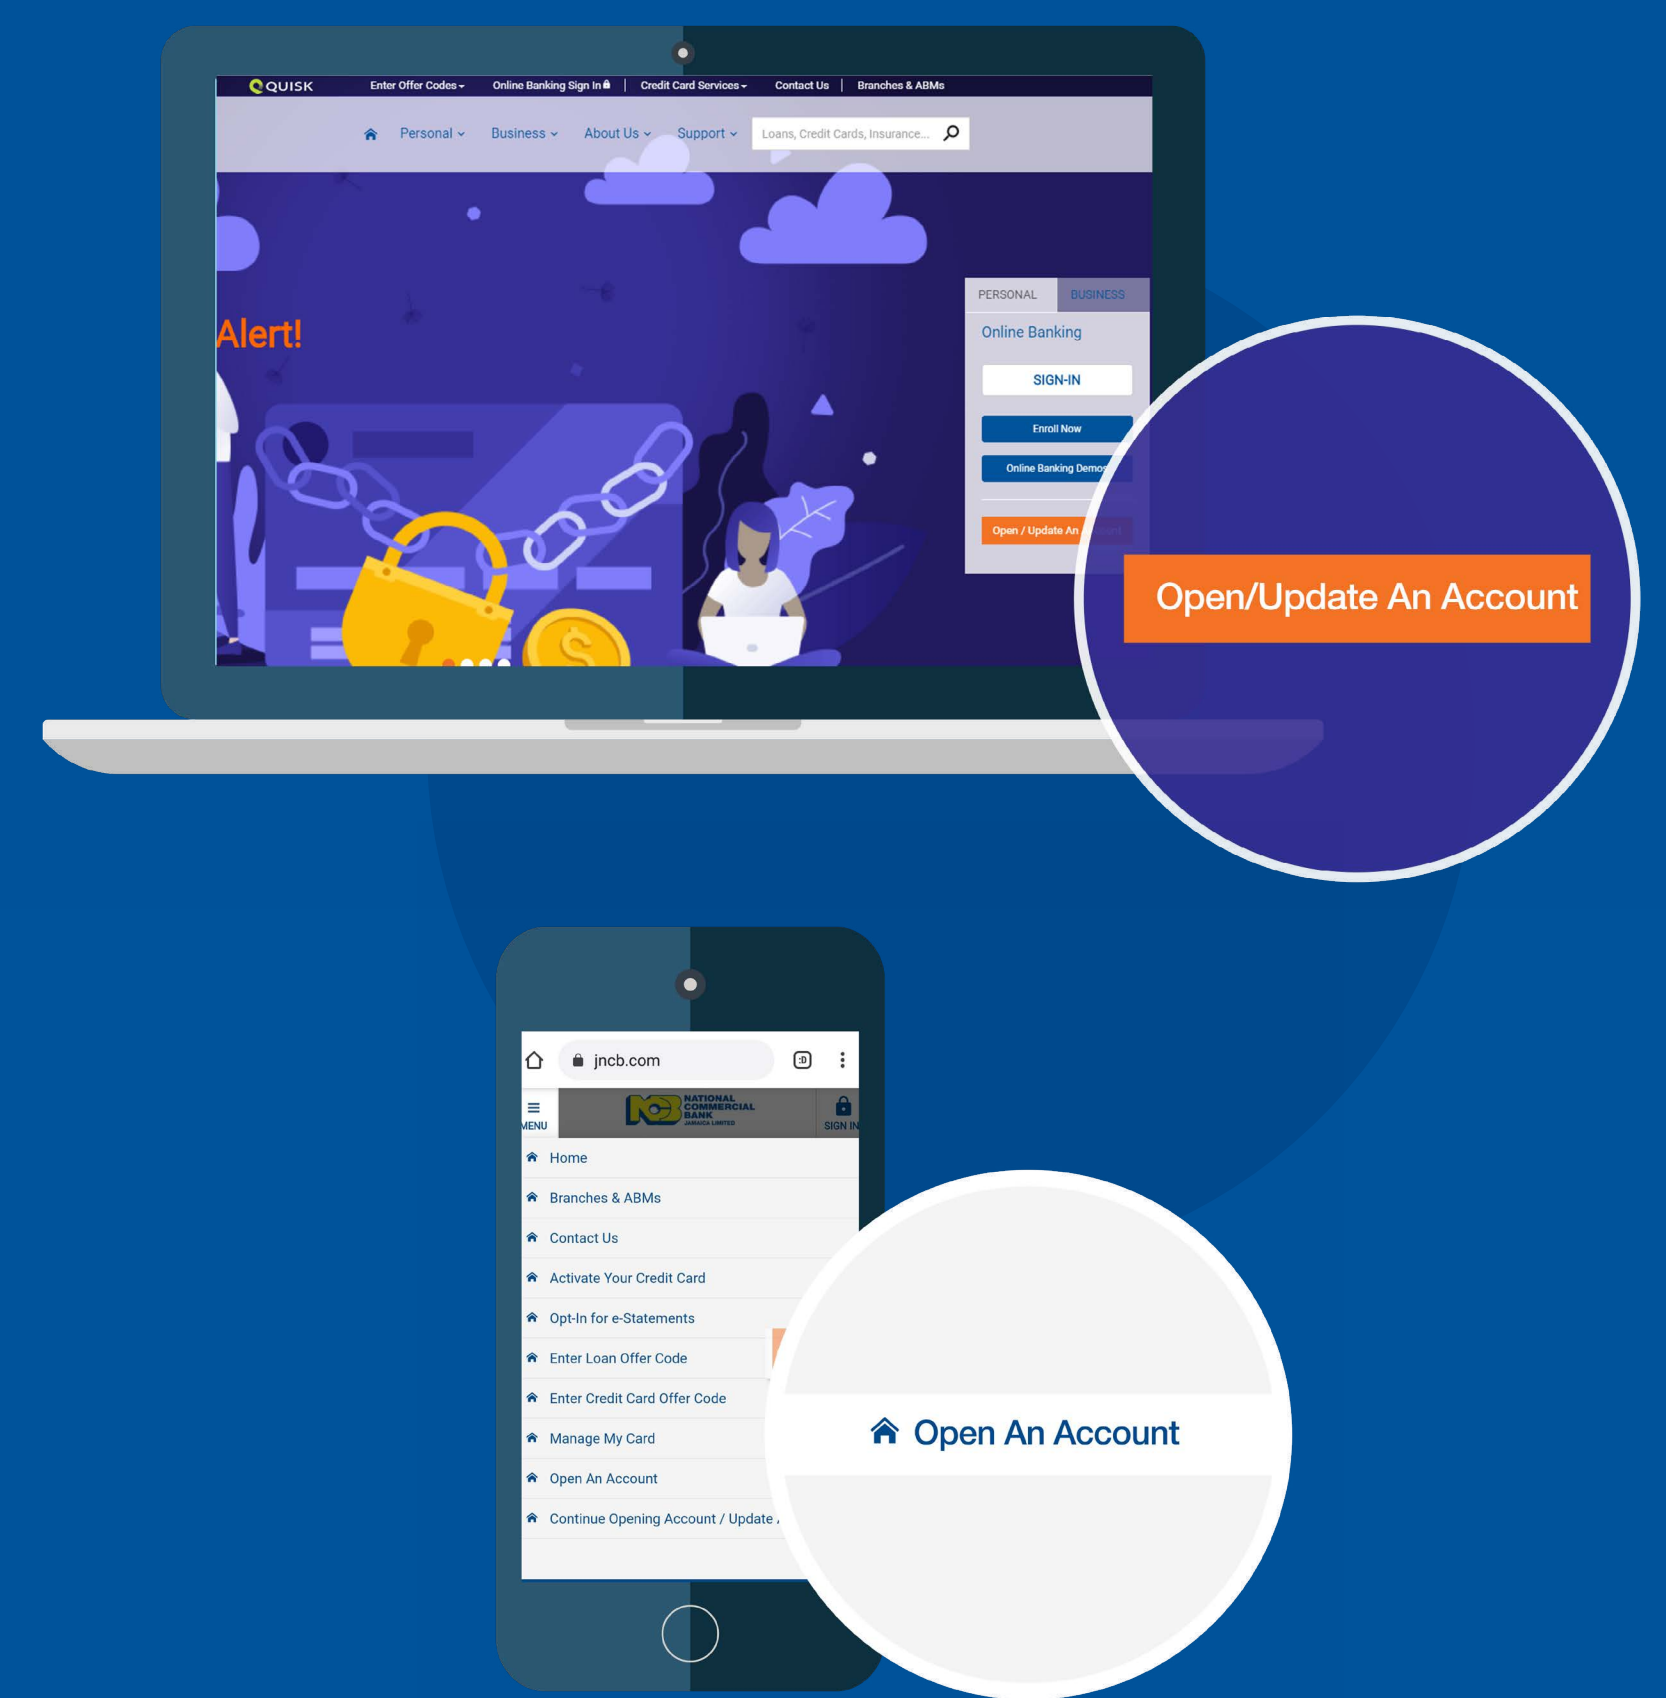 QUISK Enter Offer Codes Online Banking Sign In Credit Card Services Contact Us Branches & ABMs
Personal Business About Us Support Loans, Credit Cards, Insurance...
PERSONAL BUSINESS
Online Banking
Alert!
SIGN-IN
Enroll Now
Online Banking Demos
Open / Update An
Open/Update An Account
jncb.com :D
MENU NCB NATIONAL COMMERCIAL BANK JAMAICA LIMITED SIGN IN
Home
Branches & ABMs
Contact Us
Activate Your Credit Card
Opt-In for e-Statements
Enter Loan Offer Code
Enter Credit Card Offer Code
Manage My Card
Open An Account
Open An Account
Continue Opening Account / Update